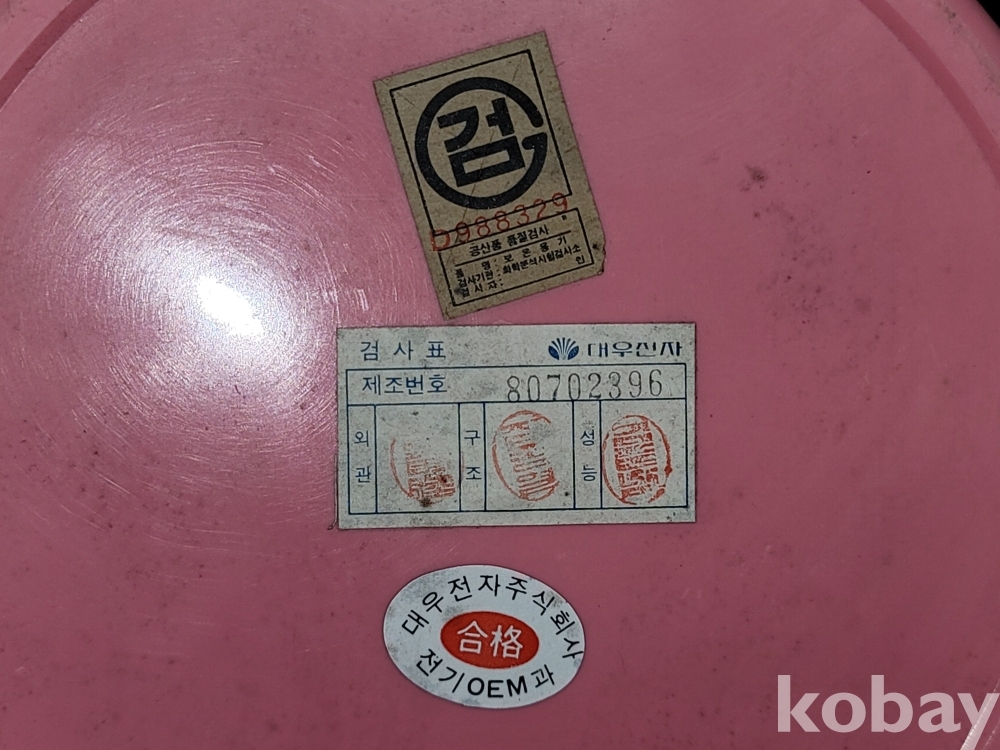 검
D988329
공산품 품질검사
품 명: 보 온 용 기
검사기관: 화학분석시험검사소
검 사 자: 인
검 사 표 대우전자
제조번호 80702396
외관 구조 성능
대우전자주식회사
合格
전기OEM과
kobay